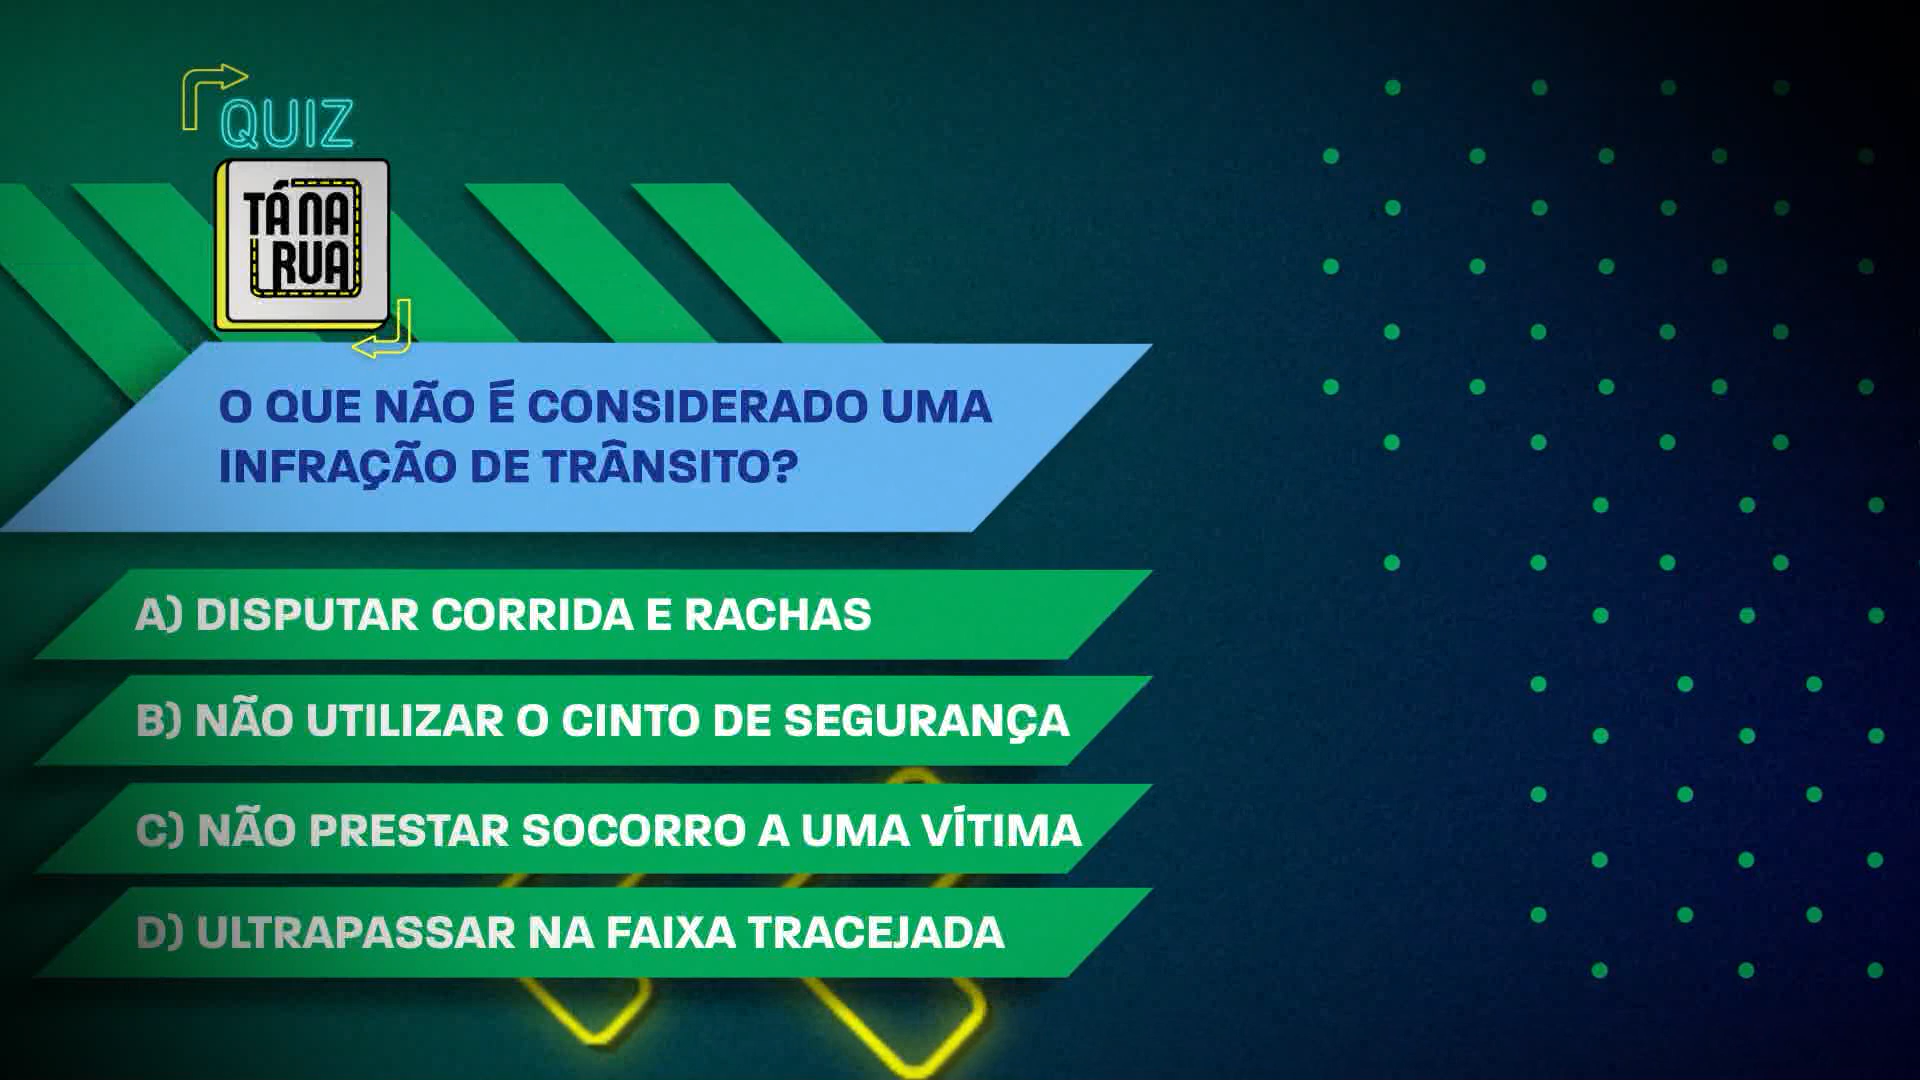 QUIZ
TÁ NA
RUA
O QUE NÃO É CONSIDERADO UMA
INFRAÇÃO DE TRÂNSITO?
A) DISPUTAR CORRIDA E RACHAS
B) NÃO UTILIZAR O CINTO DE SEGURANÇA
C) NÃO PRESTAR SOCORRO A UMA VÍTIMA
D) ULTRAPASSAR NA FAIXA TRACEJADA